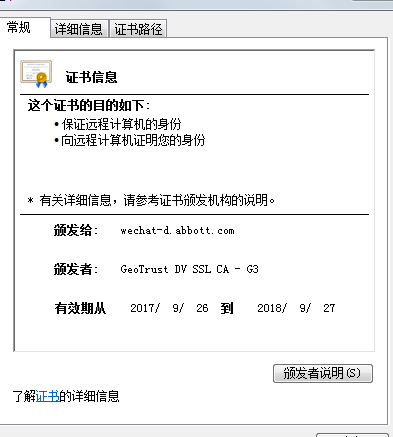 常规 详细信息 证书路径
证书信息
这个证书的目的如下:
• 保证远程计算机的身份
• 向远程计算机证明您的身份
* 有关详细信息，请参考证书颁发机构的说明。
颁发给: wechat-d.abbott.com
颁发者: GeoTrust DV SSL CA - G3
有效期从 2017/ 9/ 26 到 2018/ 9/ 27
颁发者说明(S)
了解证书的详细信息